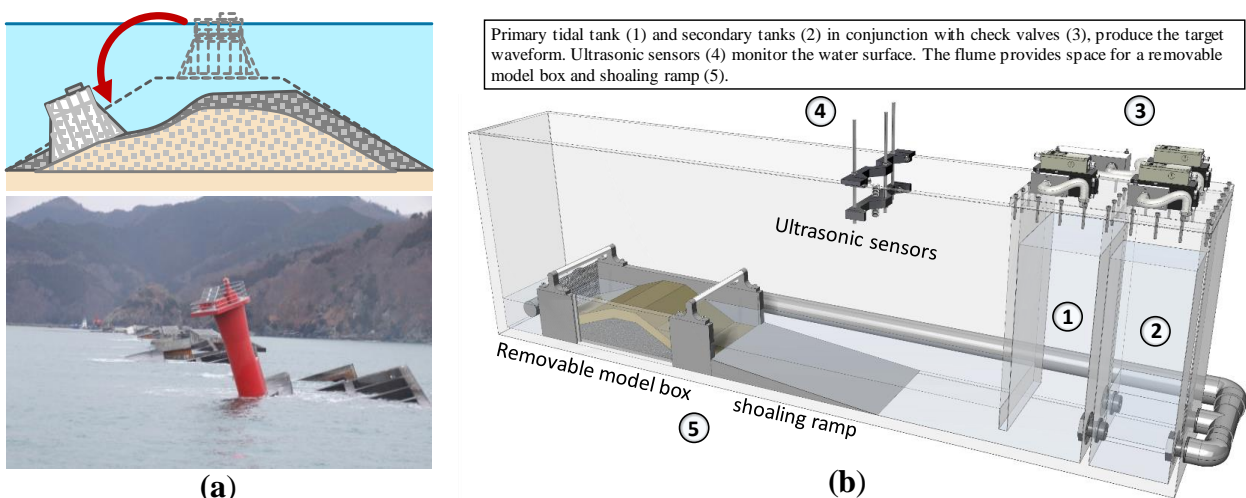 Primary tidal tank (1) and secondary tanks (2) in conjunction with check valves (3), produce the target
waveform. Ultrasonic sensors (4) monitor the water surface. The flume provides space for a removable
model box and shoaling ramp (5).
4
3
Ultrasonic sensors
1
2
Removable model box
shoaling ramp
5
(a)
(b)